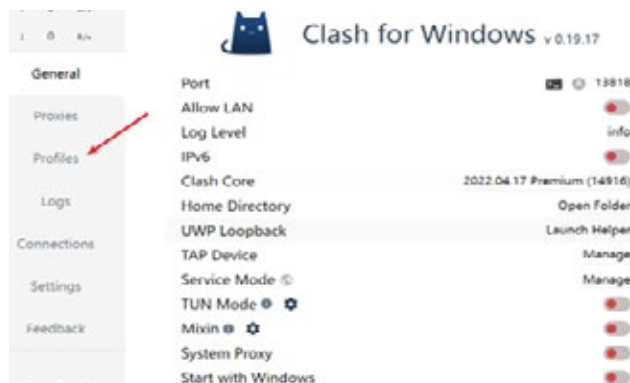 Clash for Windows v 0.19.17
General
Proxies
Profiles
Logs
Connections
Settings
Feedback
Port 13818
Allow LAN
Log Level info
IPv6
Clash Core 2022.04.17 Premium (14916)
Home Directory Open Folder
UWP Loopback Launch Helper
TAP Device Manage
Service Mode Manage
TUN Mode
Mixin
System Proxy
Start with Windows